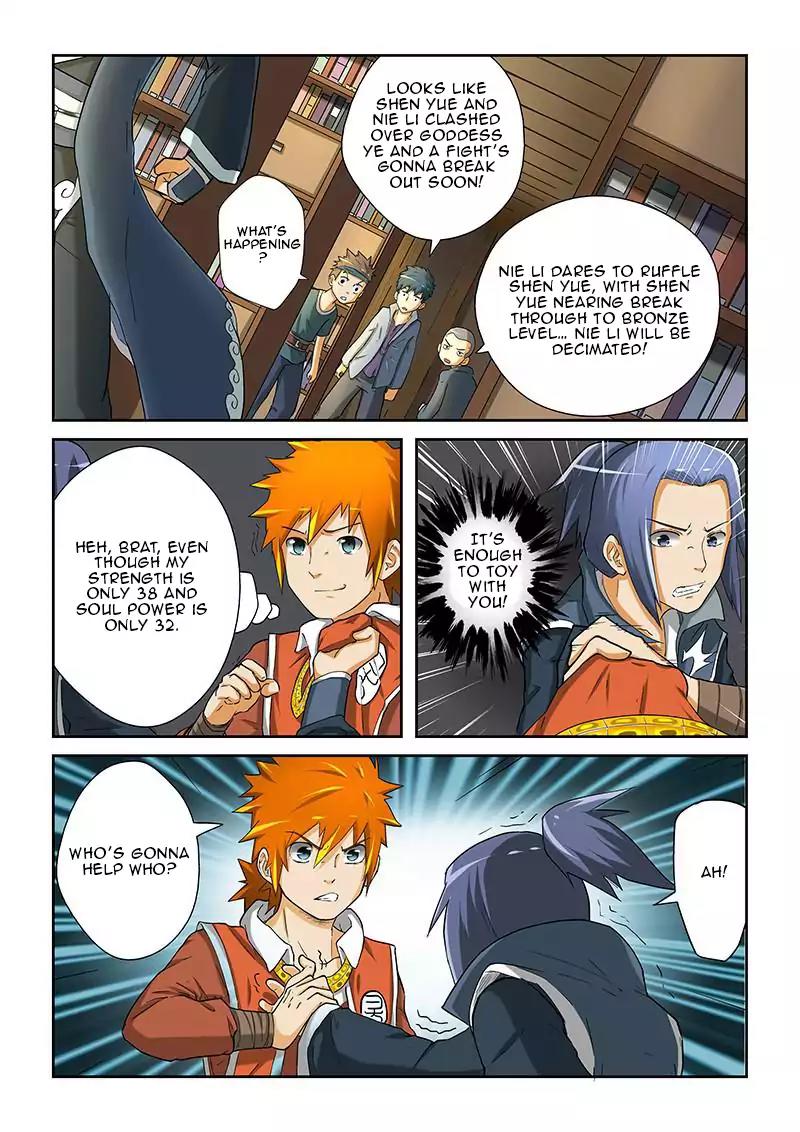 LOOKS LIKE
SHEN YUE AND
NIE LI CLASHED
OVER GODDESS
YE AND A FIGHT'S
GONNA BREAK
OUT SOON!
WHAT'S
HAPPENING
?
NIE LI DARES TO RUFFLE
SHEN YUE, WITH SHEN
YUE NEARING BREAK
THROUGH TO BRONZE
LEVEL... NIE LI WILL BE
DECIMATED!
HEH, BRAT, EVEN
THOUGH MY
STRENGTH IS
ONLY 38 AND
SOUL POWER IS
ONLY 32.
IT'S
ENOUGH
TO TOY
WITH
YOU!
WHO'S GONNA
HELP WHO?
AH!